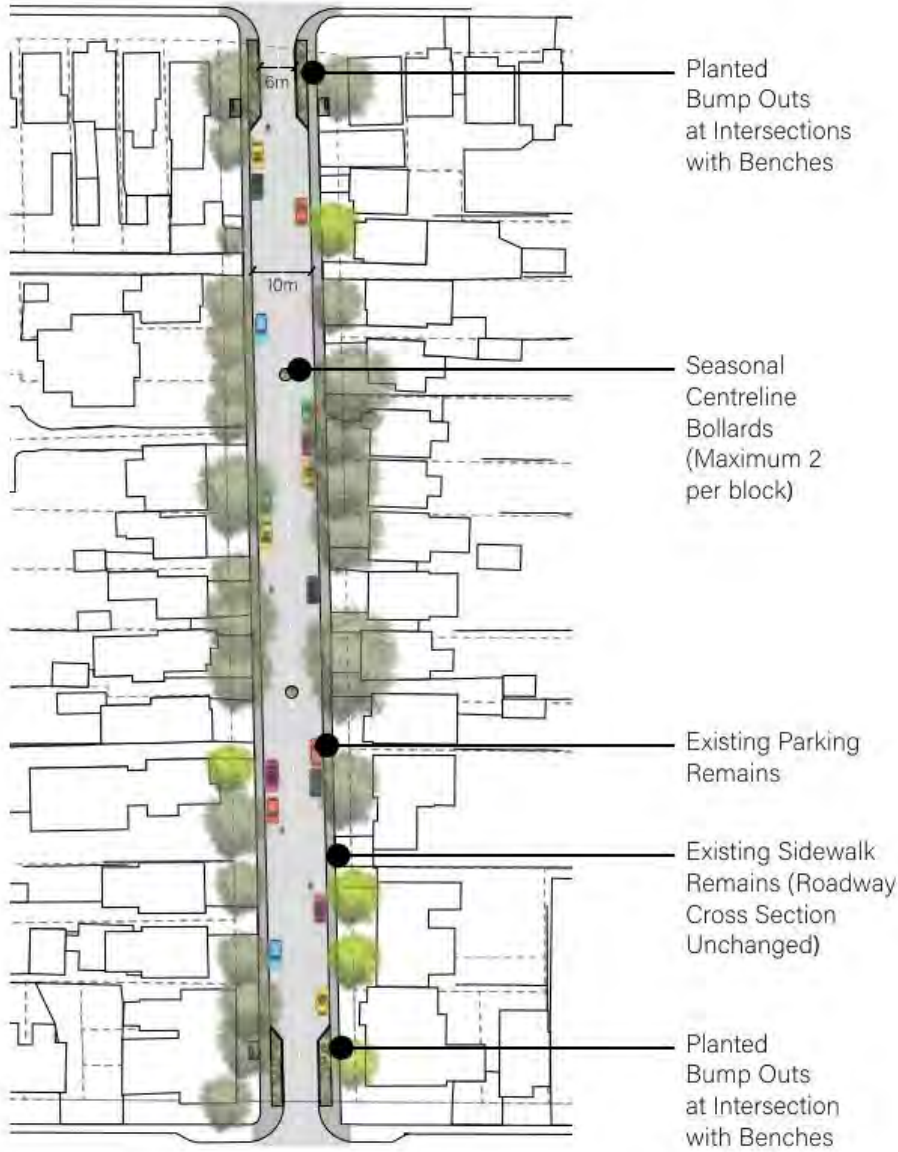 6m
Planted
Bump Outs
at Intersections
with Benches
10m
Seasonal
Centreline
Bollards
(Maximum 2
per block)
Existing Parking
Remains
Existing Sidewalk
Remains (Roadway
Cross Section
Unchanged)
Planted
Bump Outs
at Intersection
with Benches